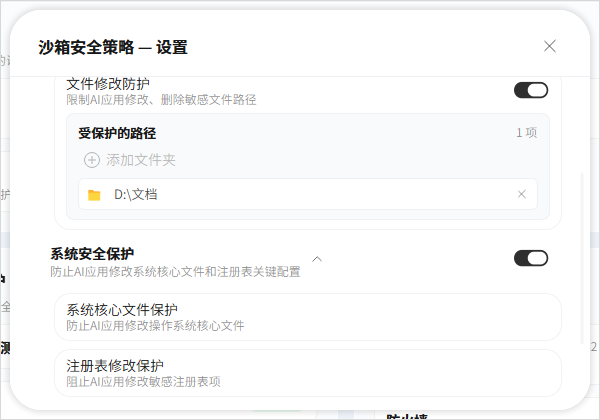 沙箱安全策略 — 设置
文件修改防护
限制AI应用修改、删除敏感文件路径
受保护的路径
1 项
添加文件夹
D:\文档
系统安全保护
防止AI应用修改系统核心文件和注册表关键配置
系统核心文件保护
防止AI应用修改操作系统核心文件
注册表修改保护
阻止AI应用修改敏感注册表项